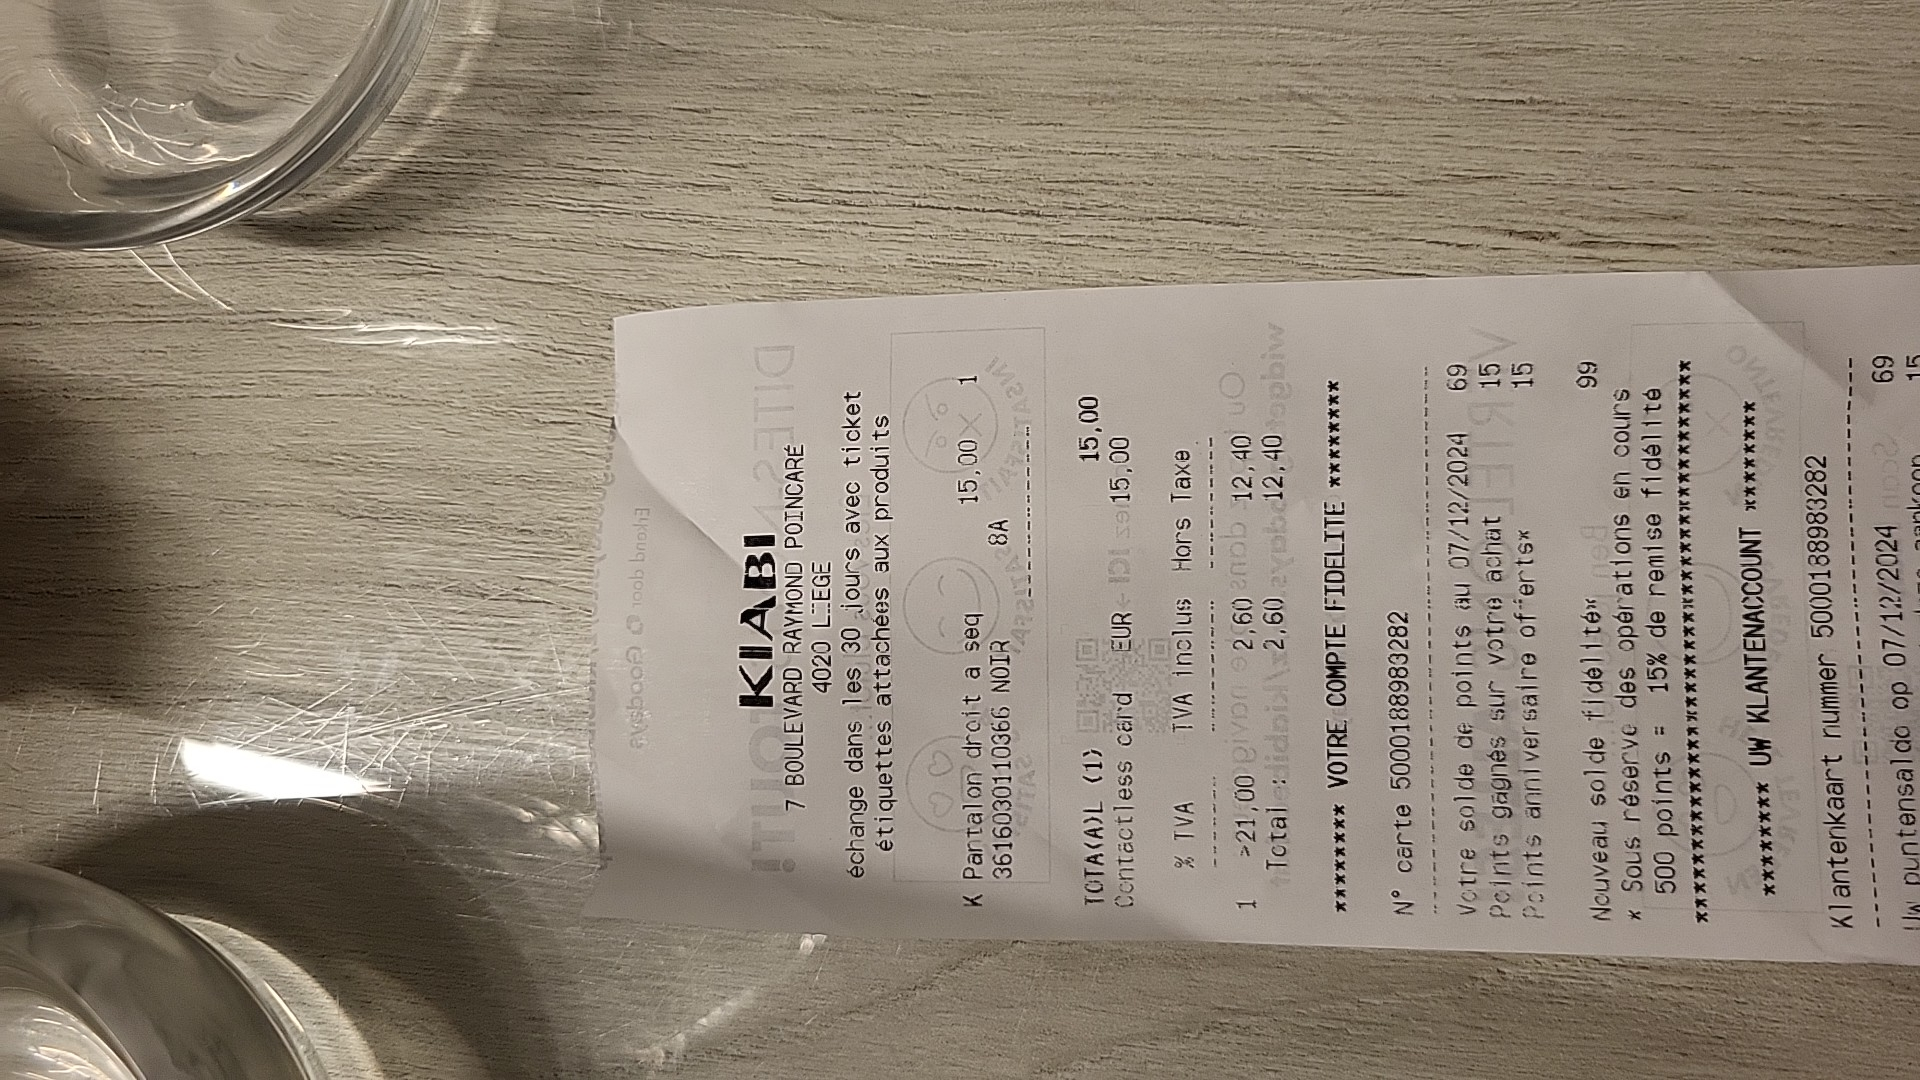 KIABI
7 BOULEVARD RAYMOND POINCARÉ
4020 LIEGE
échange dans les 30 jours avec ticket
étiquettes attachées aux produits
K Pantalon droit a seq 15,00 1
3616030110366 NOIR 8A
TOTA(A)L (1) 15,00
Contactless card EUR 15,00
% TVA TVA inclus Hors Taxe
1 >21,00 2,60 12,40
Total: 2,60 12,40
******* VOTRE COMPTE FIDELITE *******
N° carte 5000188983282
Votre solde de points au 07/12/2024 69
Points gagnés sur votre achat 15
Points anniversaire offerts* 15
Nouveau solde fidelité* 99
* Sous réserve des opérations en cours
500 points = 15% de remise fidélité
******** UW KLANTENACCOUNT ********
Klantenkaart nummer 5000188983282
Uw puntensaldo op 07/12/2024 69
15